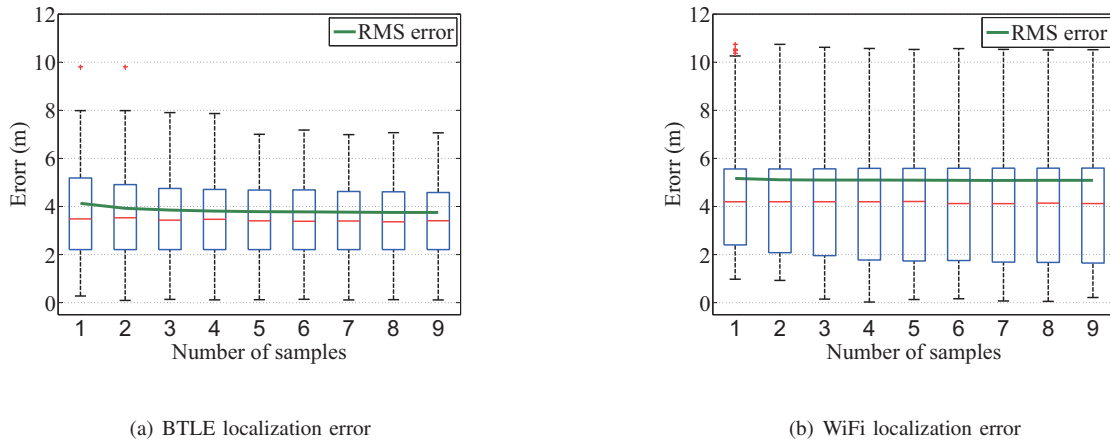 12
10
8
6
4
2
0
Erorr (m)
RMS error
1 2 3 4 5 6 7 8 9
Number of samples
(a) BTLE localization error
12
10
8
6
4
2
0
Erorr (m)
RMS error
1 2 3 4 5 6 7 8 9
Number of samples
(b) WiFi localization error